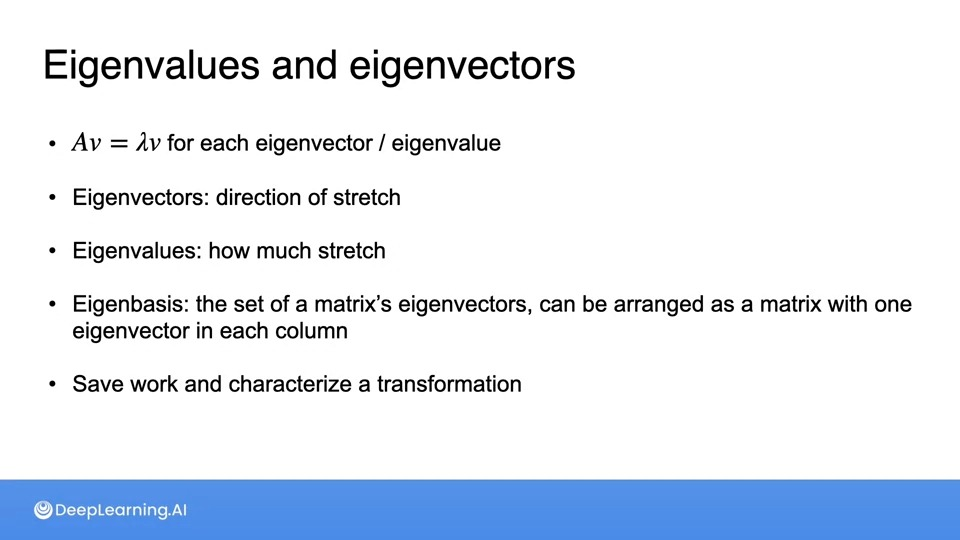 Eigenvalues and eigenvectors
• Av = λv for each eigenvector / eigenvalue
• Eigenvectors: direction of stretch
• Eigenvalues: how much stretch
• Eigenbasis: the set of a matrix’s eigenvectors, can be arranged as a matrix with one
eigenvector in each column
• Save work and characterize a transformation
DeepLearning.AI